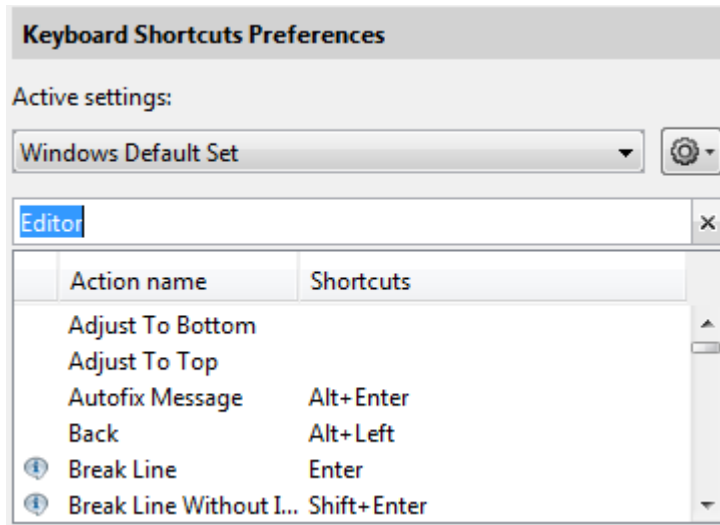 Keyboard Shortcuts Preferences
Active settings:
Windows Default Set
Editor
Action name Shortcuts
Adjust To Bottom
Adjust To Top
Autofix Message Alt+Enter
Back Alt+Left
Break Line Enter
Break Line Without I... Shift+Enter